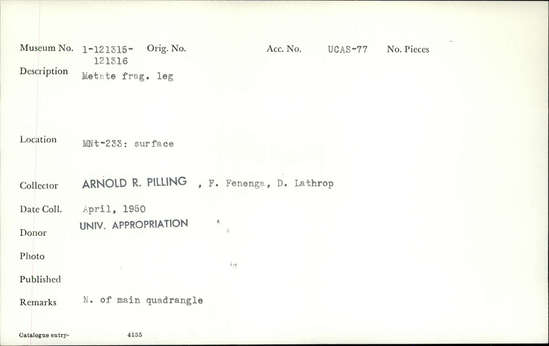 Museum No. 1-121315- Orig. No. Acc. No. UCAS-77 No. Pieces
121316
Description Metate frag. leg
Location MNt-233: surface
Collector ARNOLD R. PILLING , F. Fenenga, D. Lathrop
Date Coll. April, 1950
Donor UNIV. APPROPRIATION
Photo
Published
Remarks N. of main quadrangle
Catalogue entry- 4155